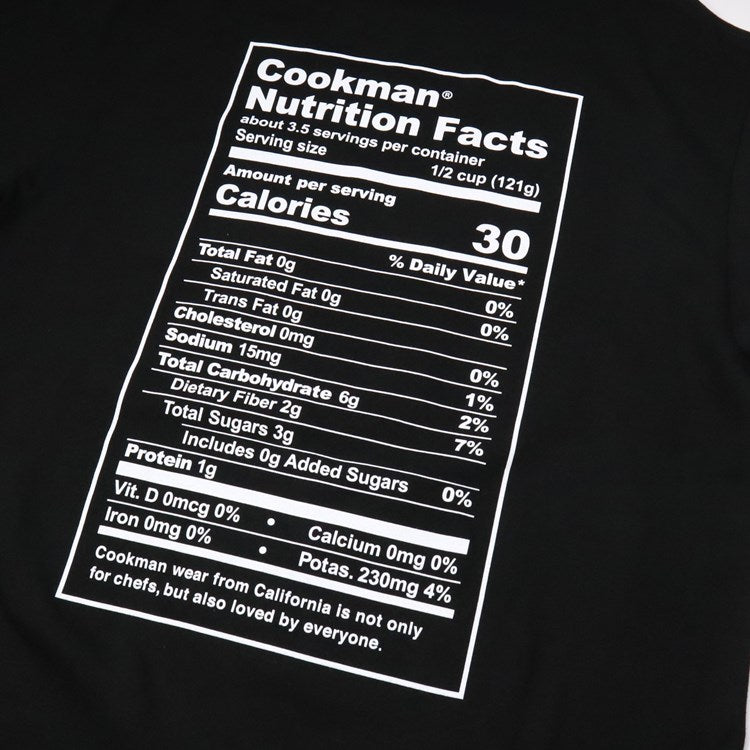 Cookman®
Nutrition Facts
about 3.5 servings per container
Serving size 1/2 cup (121g)
Amount per serving
Calories 30
% Daily Value*
Total Fat 0g 0%
Saturated Fat 0g 0%
Trans Fat 0g
Cholesterol 0mg 0%
Sodium 15mg 1%
Total Carbohydrate 6g 2%
Dietary Fiber 2g 7%
Total Sugars 3g
Includes 0g Added Sugars 0%
Protein 1g
Vit. D 0mcg 0% • Calcium 0mg 0%
Iron 0mg 0% • Potas. 230mg 4%
Cookman wear from California is not only
for chefs, but also loved by everyone.